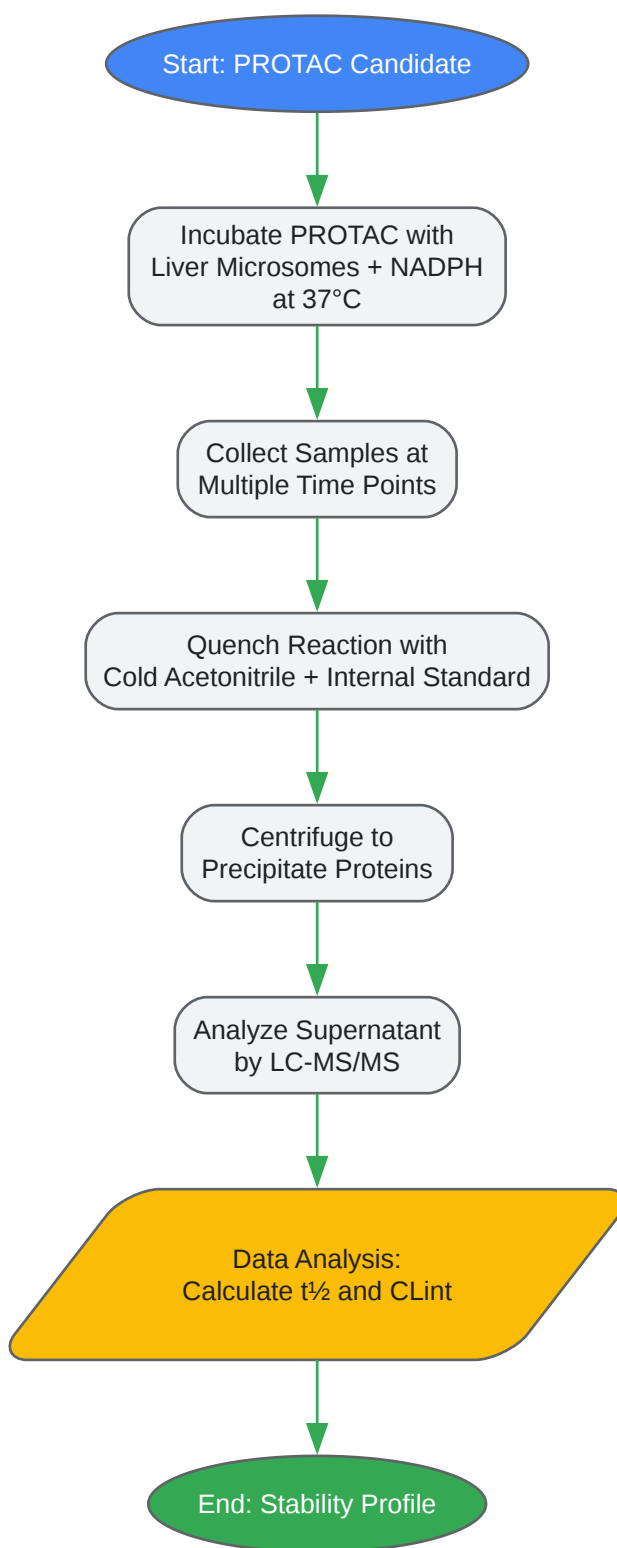 Start: PROTAC Candidate
Incubate PROTAC with
Liver Microsomes + NADPH
at 37°C
Collect Samples at
Multiple Time Points
Quench Reaction with
Cold Acetonitrile + Internal Standard
Centrifuge to
Precipitate Proteins
Analyze Supernatant
by LC-MS/MS
Data Analysis:
Calculate t½ and CLint
End: Stability Profile